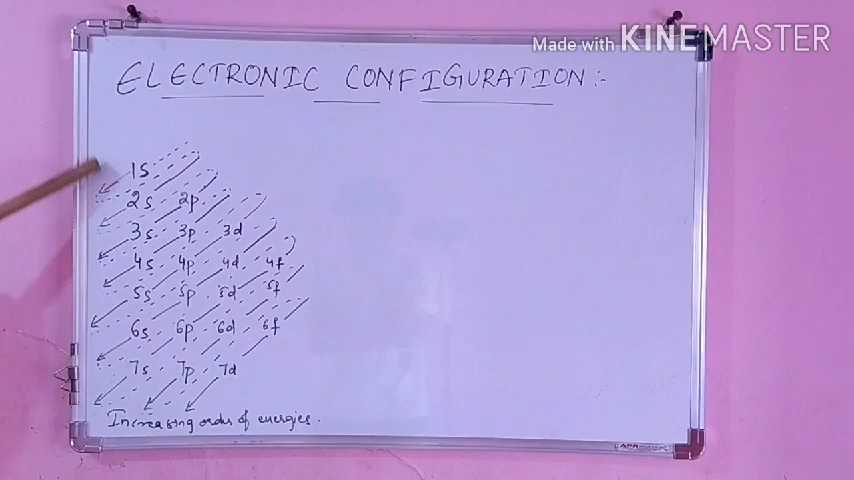 Made with KINEMASTER
ELECTRONIC CONFIGURATION :-
1s
2s 2p
3s 3p 3d
4s 4p 4d 4f
5s 5p 5d 5f
6s 6p 6d 6f
7s 7p 7d
Increasing order of energies.